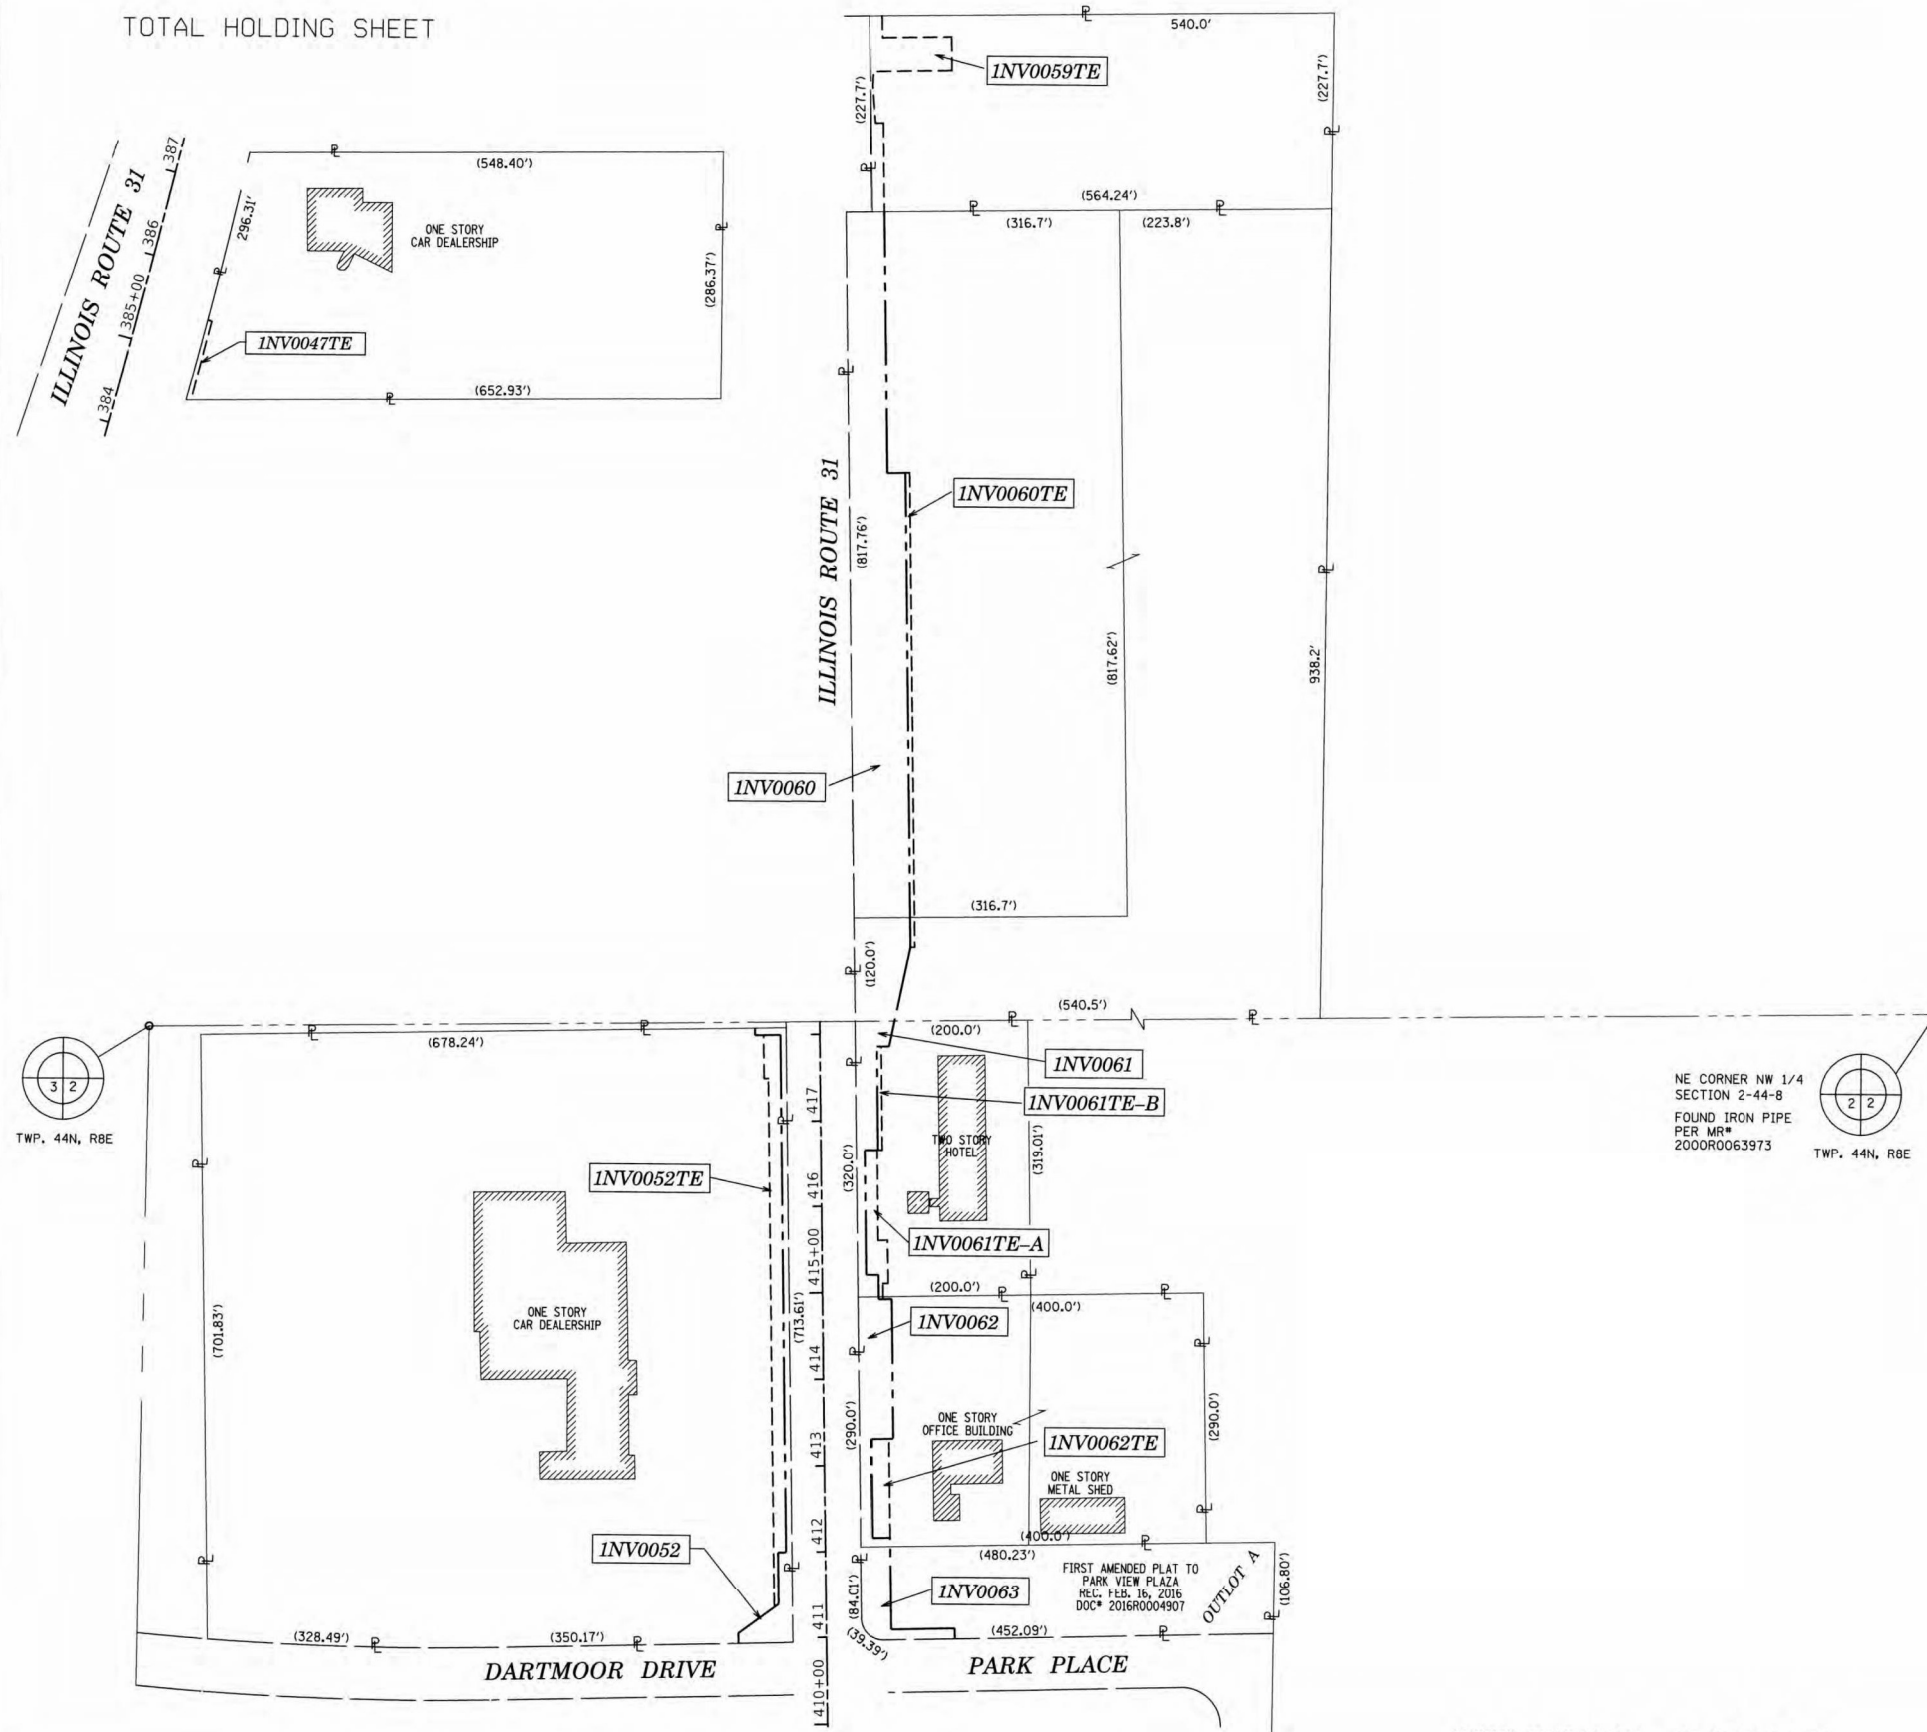 TOTAL HOLDING SHEET
ILLINOIS ROUTE 31
384
385+00
386
387
296.31'
(548.40')
ONE STORY
CAR DEALERSHIP
(286.37')
1NV0047TE
(652.93')
540.0'
1NV0059TE
(227.7')
(227.7')
(564.24')
(316.7')
(223.8')
ILLINOIS ROUTE 31
1NV0060TE
(817.76')
(817.62')
938.2'
1NV0060
(316.7')
(120.0')
(540.5')
3 2
TWP. 44N, R8E
(678.24')
(200.0')
1NV0061
1NV0061TE-B
NE CORNER NW 1/4
SECTION 2-44-8
FOUND IRON PIPE
PER MR#
2000R0063973
2 2
TWP. 44N, R8E
TWO STORY
HOTEL
(319.01')
(320.0')
1NV0052TE
1NV0061TE-A
417
416
415+00
414
413
412
411
410+00
(701.83')
ONE STORY
CAR DEALERSHIP
(713.61')
(200.0')
(400.0')
1NV0062
(290.0')
ONE STORY
OFFICE BUILDING
1NV0062TE
(290.0')
ONE STORY
METAL SHED
(400.0')
(480.23')
1NV0052
1NV0063
(84.01')
(39.39')
FIRST AMENDED PLAT TO
PARK VIEW PLAZA
REC. FEB. 16, 2016
DOC# 2016R0004907
OUTLOT A
(106.80')
(328.49')
(350.17')
(452.09')
DARTMOOR DRIVE
PARK PLACE